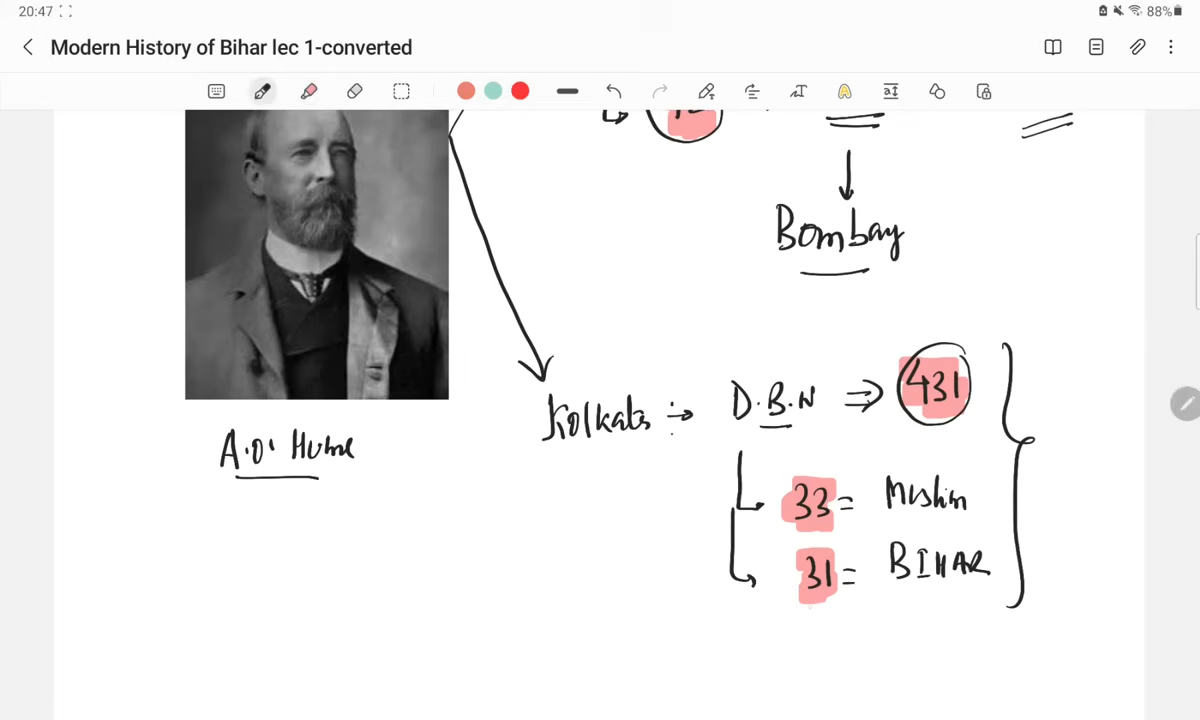 20:47
88%
Modern History of Bihar lec 1-converted
Bombay
Kolkata → D.B.N ⇒ 431
A.O. Hume
33 = Muslim
31 = BIHAR